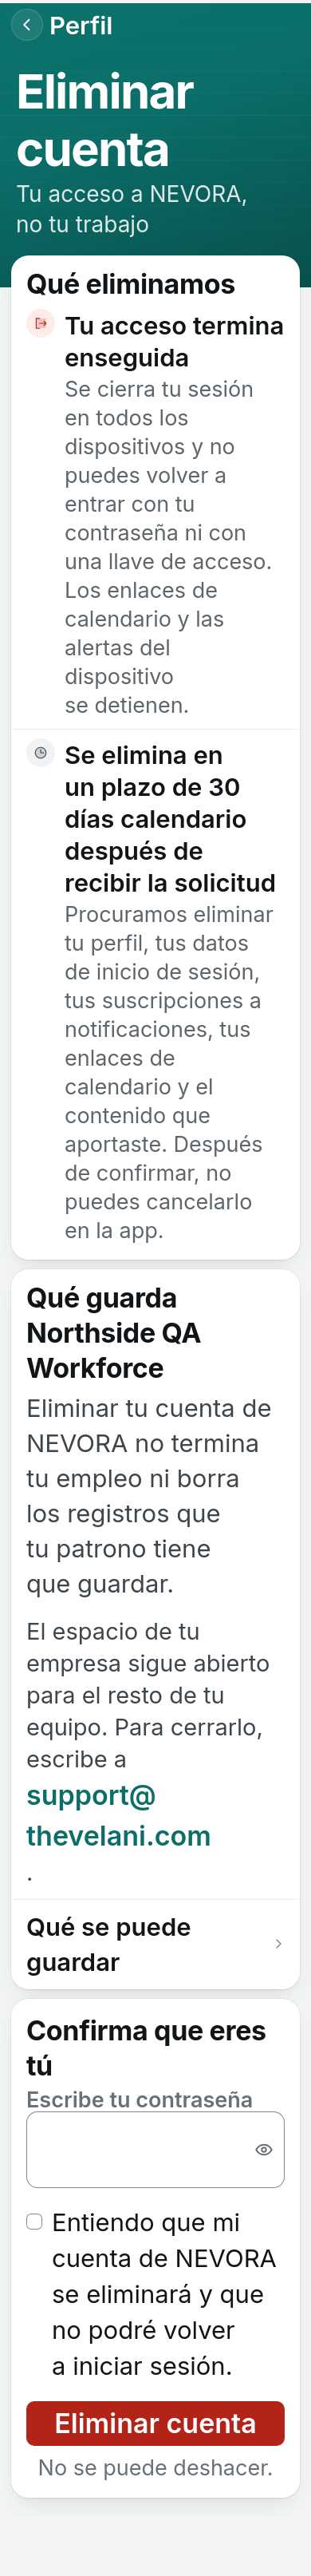 Perfil
Eliminar
cuenta
Tu acceso a NEVORA,
no tu trabajo
Qué eliminamos
Tu acceso termina
enseguida
Se cierra tu sesión
en todos los
dispositivos y no
puedes volver a
entrar con tu
contraseña ni con
una llave de acceso.
Los enlaces de
calendario y las
alertas del
dispositivo
se detienen.
Se elimina en
un plazo de 30
días calendario
después de
recibir la solicitud
Procuramos eliminar
tu perfil, tus datos
de inicio de sesión,
tus suscripciones a
notificaciones, tus
enlaces de
calendario y el
contenido que
aportaste. Después
de confirmar, no
puedes cancelarlo
en la app.
Qué guarda
Northside QA
Workforce
Eliminar tu cuenta de
NEVORA no termina
tu empleo ni borra
los registros que
tu patrono tiene
que guardar.
El espacio de tu
empresa sigue abierto
para el resto de tu
equipo. Para cerrarlo,
escribe a
support@
thevelani.com
.
Qué se puede
guardar
Confirma que eres
tú
Escribe tu contraseña
Entiendo que mi
cuenta de NEVORA
se eliminará y que
no podré volver
a iniciar sesión.
Eliminar cuenta
No se puede deshacer.